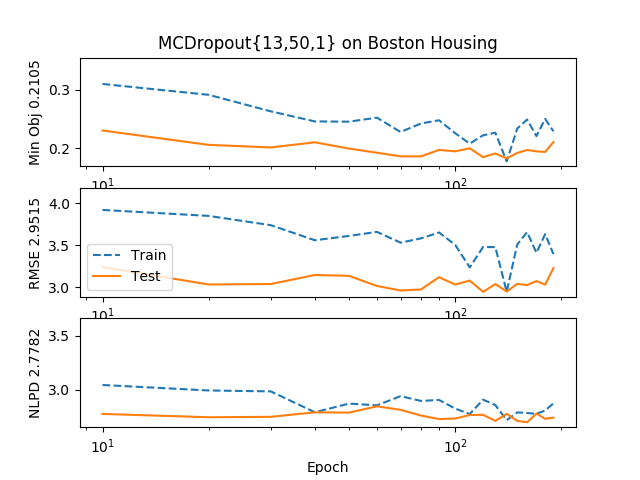 MCDropout{13,50,1} on Boston Housing
Min Obj 0.2105
0.3
0.2
10¹
10²
RMSE 2.9515
4.0
3.5
3.0
Train
Test
10¹
10²
NLPD 2.7782
3.5
3.0
10¹
10²
Epoch